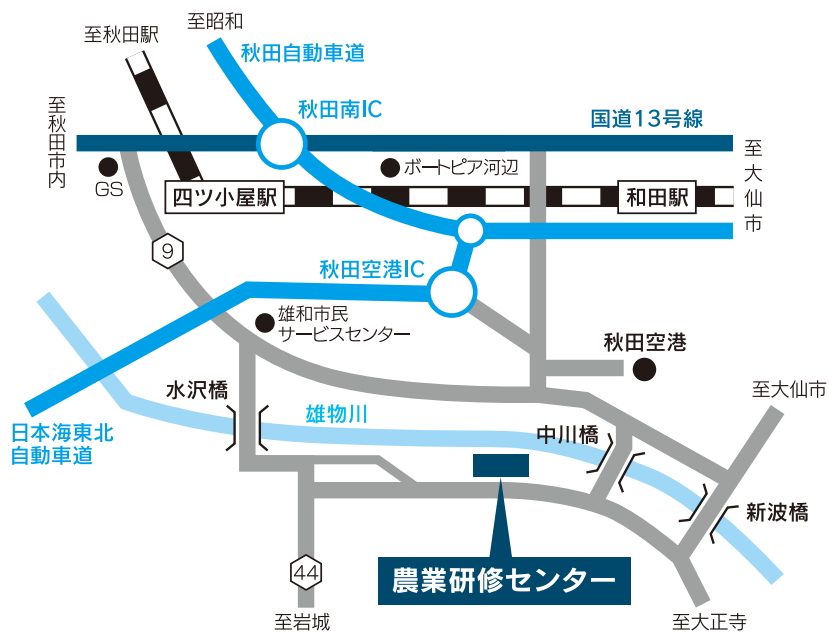 至昭和
至秋田駅
秋田自動車道
秋田南IC
国道13号線
至秋田市内
ボートピア河辺
至大仙市
GS
四ツ小屋駅
和田駅
9
秋田空港IC
雄和市民
サービスセンター
秋田空港
至大仙市
水沢橋
雄物川
日本海東北
自動車道
中川橋
新波橋
44
農業研修センター
至岩城
至大正寺